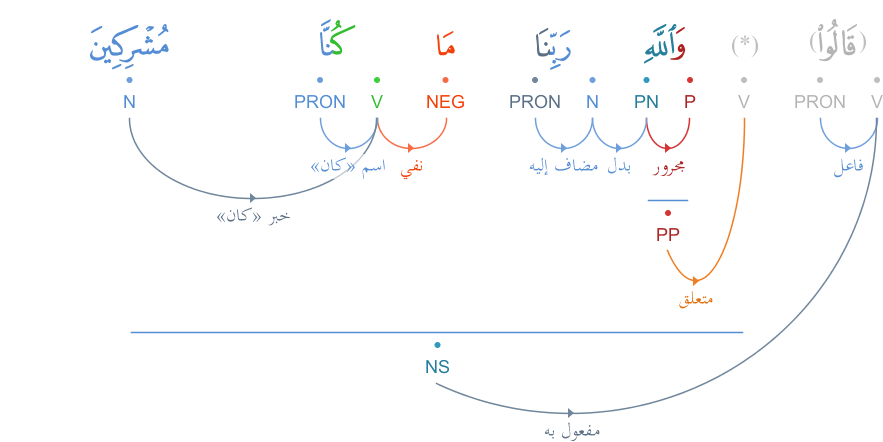 (قَالُوا۟) (*) وَٱللَّهِ رَبِّنَا مَا كُنَّا مُشْرِكِينَ
V PRON V P PN N PRON NEG V PRON N
فاعل مجرور بدل مضاف إليه نفي اسم «كان»
خبر «كان»
PP
متعلق
NS
مفعول به